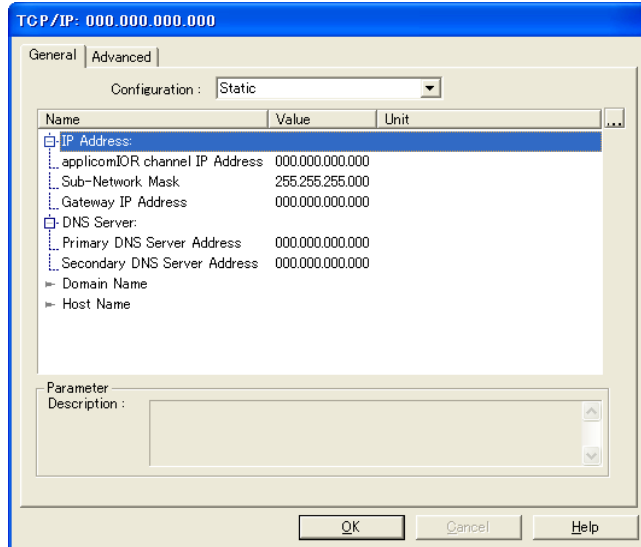 TCP/IP: 000.000.000.000
General Advanced
Configuration : Static
Name Value Unit ...
IP Address:
applicomIOR channel IP Address 000.000.000.000
Sub-Network Mask 255.255.255.000
Gateway IP Address 000.000.000.000
DNS Server:
Primary DNS Server Address 000.000.000.000
Secondary DNS Server Address 000.000.000.000
Domain Name
Host Name
Parameter
Description :
OK Cancel Help